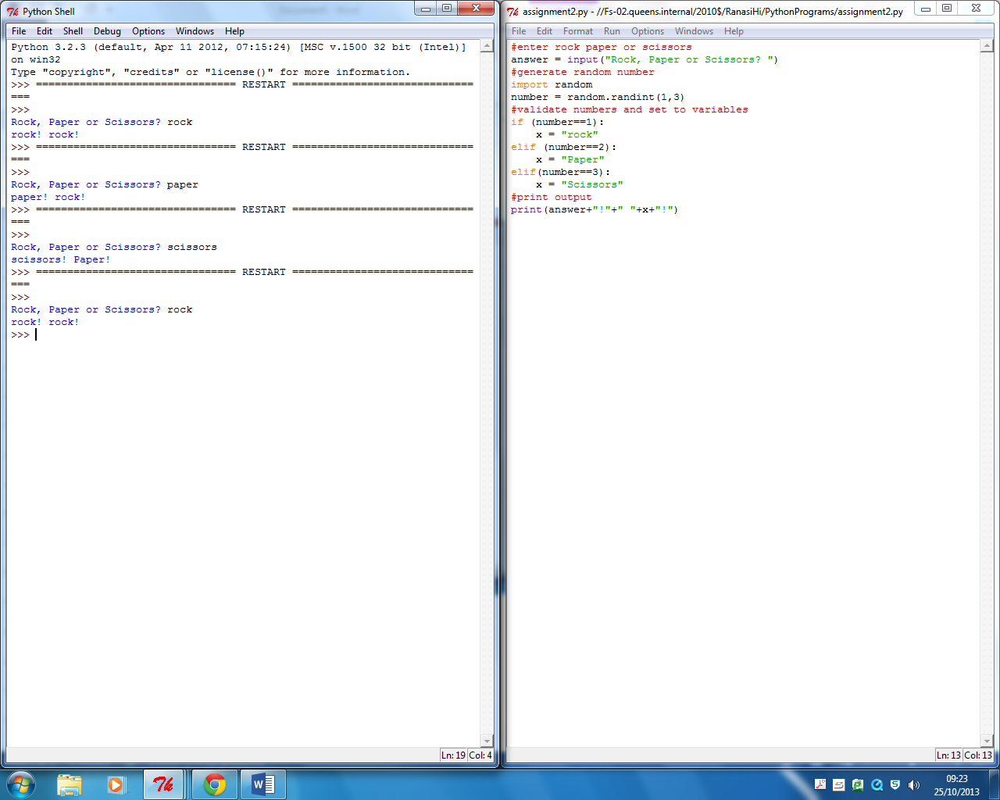 Python Shell
File Edit Shell Debug Options Windows Help
Python 3.2.3 (default, Apr 11 2012, 07:15:24) [MSC v.1500 32 bit (Intel)]
on win32
Type "copyright", "credits" or "license()" for more information.
>>> ================================ RESTART =============================
===
>>>
Rock, Paper or Scissors? rock
rock! rock!
>>> ================================ RESTART =============================
===
>>>
Rock, Paper or Scissors? paper
paper! rock!
>>> ================================ RESTART =============================
===
>>>
Rock, Paper or Scissors? scissors
scissors! Paper!
>>> ================================ RESTART =============================
===
>>>
Rock, Paper or Scissors? rock
rock! rock!
>>>
Ln: 19 Col: 4
assignment2.py - //Fs-02.queens.internal/2010$/RanasiHi/PythonPrograms/assignment2.py
File Edit Format Run Options Windows Help
#enter rock paper or scissors
answer = input("Rock, Paper or Scissors? ")
#generate random number
import random
number = random.randint(1,3)
#validate numbers and set to variables
if (number==1):
    x = "rock"
elif (number==2):
    x = "Paper"
elif(number==3):
    x = "Scissors"
#print output
print(answer+"!"+" "+x+"!")
Ln: 13 Col: 13
09:23
25/10/2013